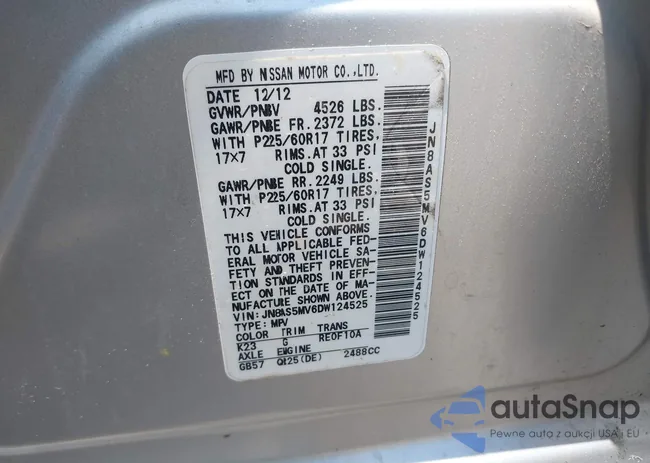 MFD BY NISSAN MOTOR CO.,LTD.
DATE 12/12
GVWR/PNBV 4526 LBS.
GAWR/PNBE FR. 2372 LBS.
WITH P225/60R17 TIRES,
17X7 RIMS. AT 33 PSI
COLD SINGLE.
GAWR/PNBE RR. 2249 LBS.
WITH P225/60R17 TIRES,
17X7 RIMS. AT 33 PSI
COLD SINGLE.
THIS VEHICLE CONFORMS
TO ALL APPLICABLE FED-
ERAL MOTOR VEHICLE SA-
FETY AND THEFT PREVEN-
TION STANDARDS IN EFF-
ECT ON THE DATE OF MA-
NUFACTURE SHOWN ABOVE.
VIN: JN8AS5MV6DW124525
TYPE: MPV
COLOR TRIM TRANS
K23 G RE0F10A
AXLE ENGINE
GB57 QR25(DE) 2488CC
JN8AS5MV6DW124525
autaSnap
Pewne auta z aukcji USA i EU